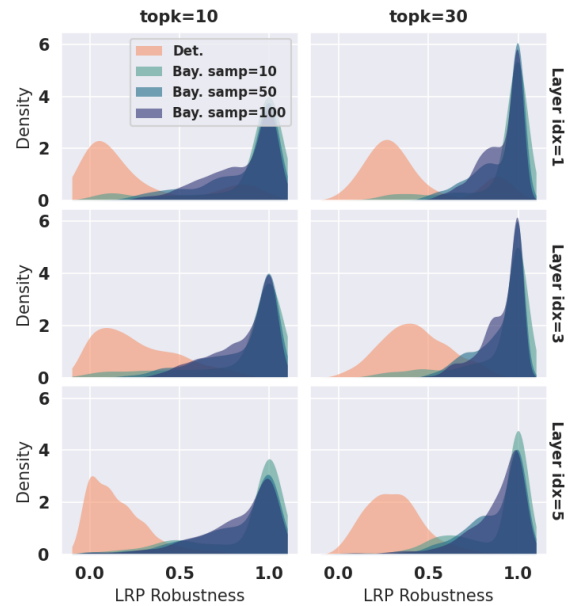 topk=10
topk=30
6
4
2
0
Density
Det.
Bay. samp=10
Bay. samp=50
Bay. samp=100
Layer idx=1
6
4
2
0
Density
Layer idx=3
6
4
2
0
Density
Layer idx=5
0.0 0.5 1.0
0.0 0.5 1.0
LRP Robustness
LRP Robustness